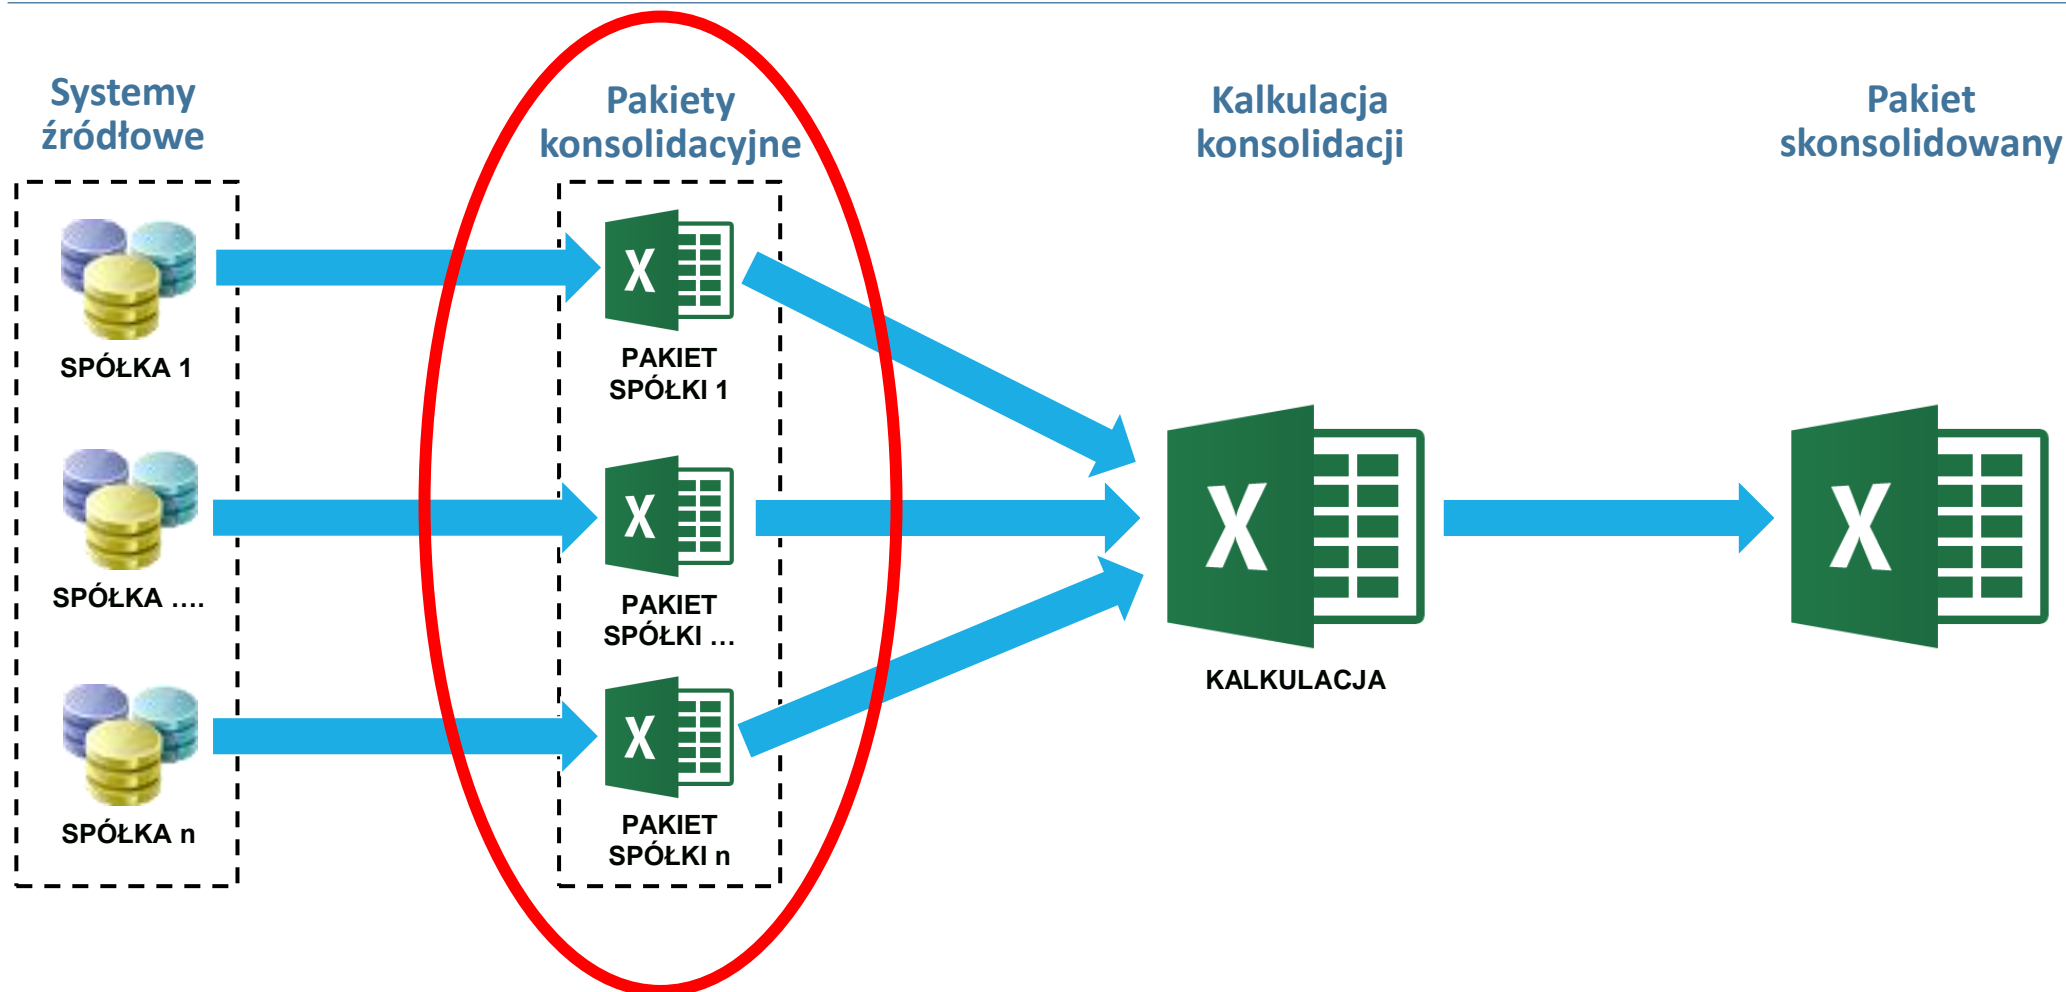 Systemy
źródłowe
Pakiety
konsolidacyjne
Kalkulacja
konsolidacji
Pakiet
skonsolidowany
SPÓŁKA 1
X
PAKIET
SPÓŁKI 1
SPÓŁKA ....
X
PAKIET
SPÓŁKI ...
SPÓŁKA n
X
PAKIET
SPÓŁKI n
X
KALKULACJA
X